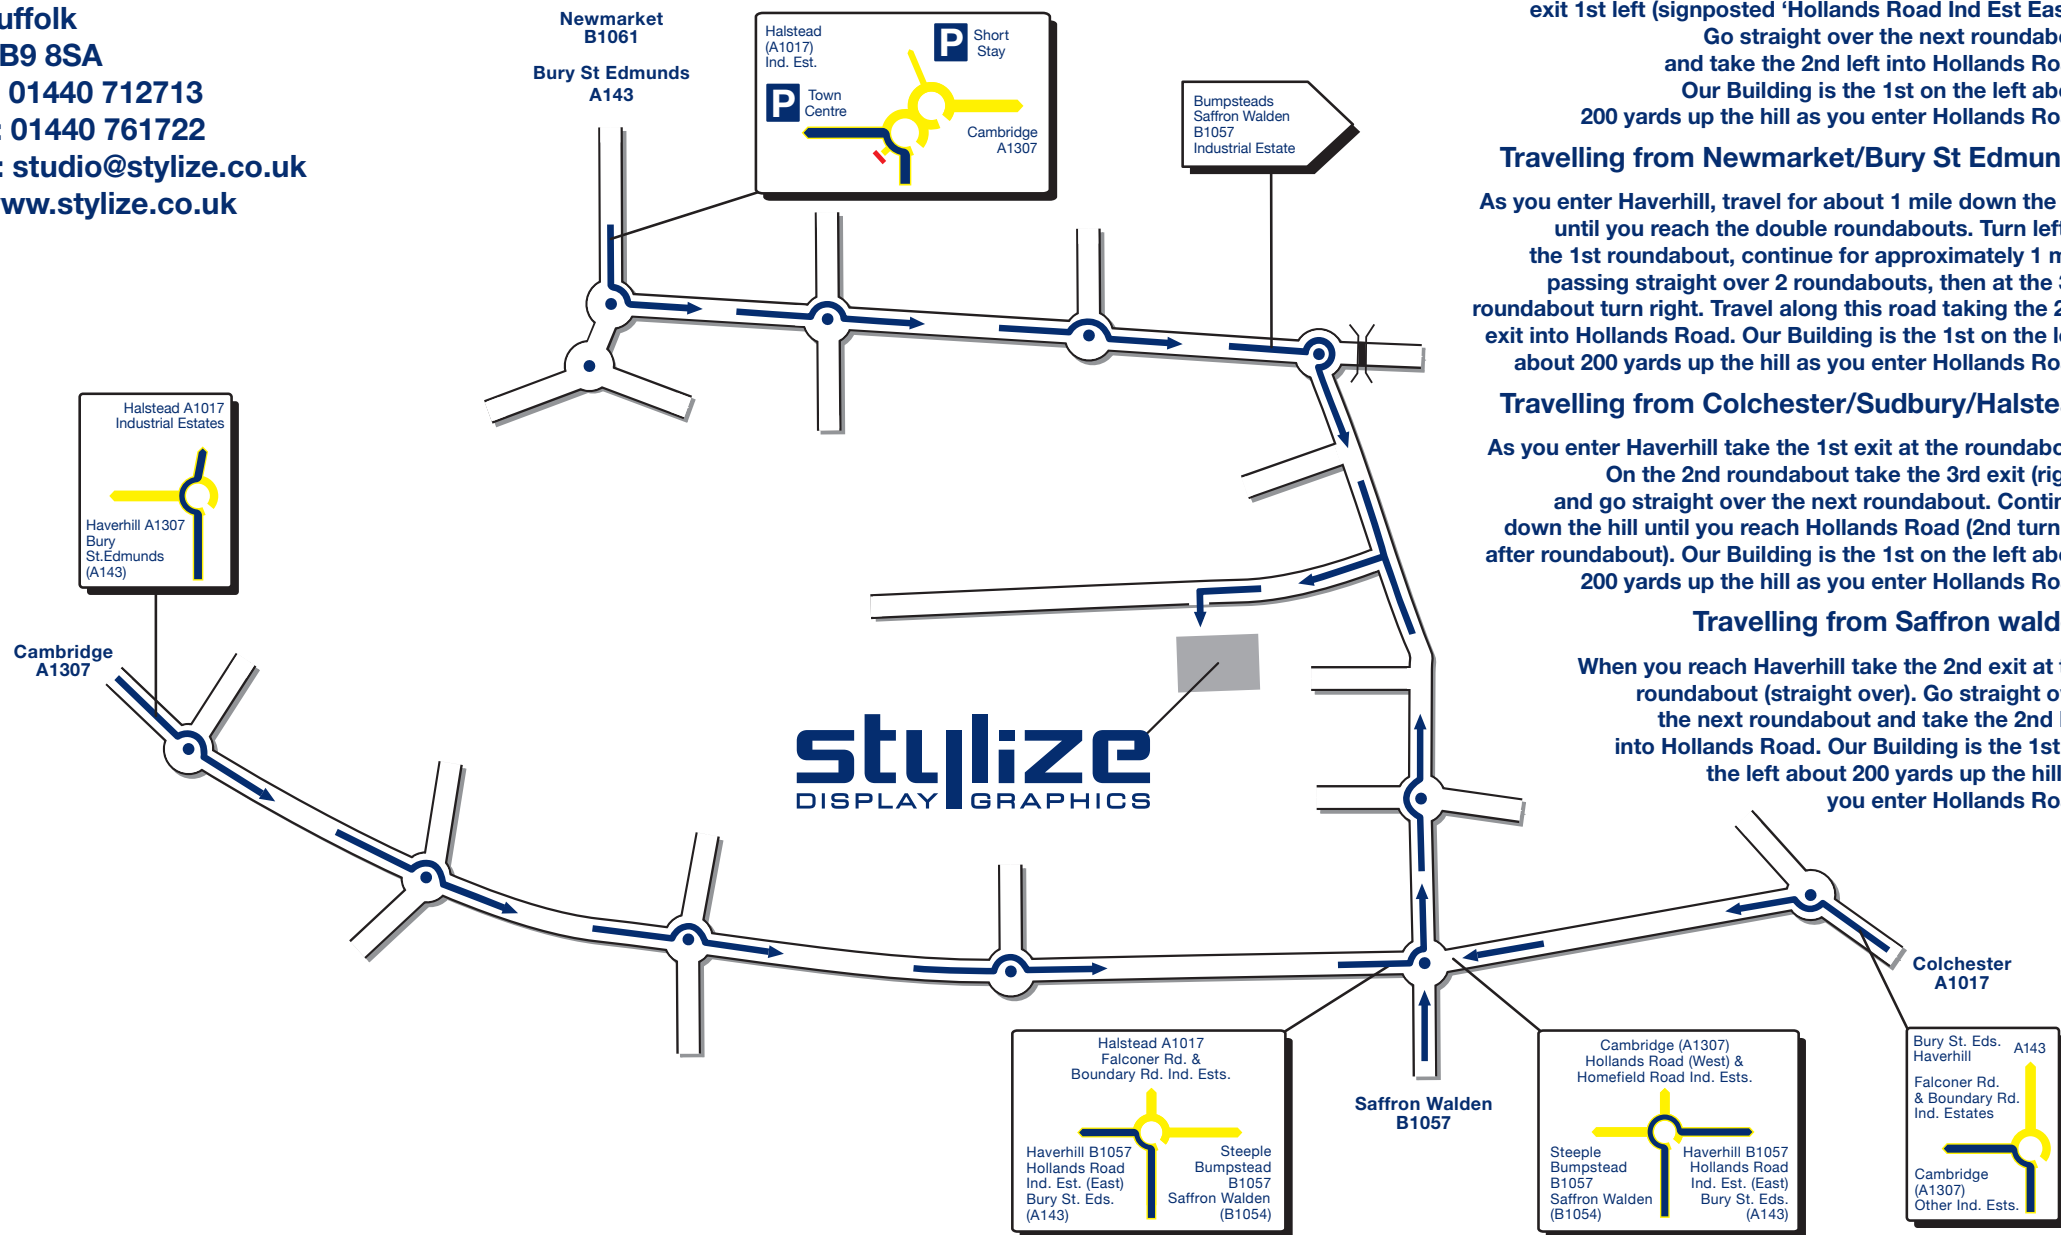 uffolk
B9 8SA
01440 712713
: 01440 761722
: studio@stylize.co.uk
ww.stylize.co.uk
Newmarket
B1061
Bury St Edmunds
A143
Halstead
(A1017)
Ind. Est.
P Short
Stay
P Town
Centre
Cambridge
A1307
Bumpsteads
Saffron Walden
B1057
Industrial Estate
exit 1st left (signposted ‘Hollands Road Ind Est Eas
Go straight over the next roundabo
and take the 2nd left into Hollands Ro
Our Building is the 1st on the left abo
200 yards up the hill as you enter Hollands Ro
Travelling from Newmarket/Bury St Edmun
As you enter Haverhill, travel for about 1 mile down the
until you reach the double roundabouts. Turn left
the 1st roundabout, continue for approximately 1 m
passing straight over 2 roundabouts, then at the 3
roundabout turn right. Travel along this road taking the 2
exit into Hollands Road. Our Building is the 1st on the le
about 200 yards up the hill as you enter Hollands Ro
Travelling from Colchester/Sudbury/Halste
As you enter Haverhill take the 1st exit at the roundabo
On the 2nd roundabout take the 3rd exit (rig
and go straight over the next roundabout. Contin
down the hill until you reach Hollands Road (2nd turn
after roundabout). Our Building is the 1st on the left abo
200 yards up the hill as you enter Hollands Ro
Travelling from Saffron wald
When you reach Haverhill take the 2nd exit at t
roundabout (straight over). Go straight ov
the next roundabout and take the 2nd l
into Hollands Road. Our Building is the 1st
the left about 200 yards up the hill
you enter Hollands Ro
Halstead A1017
Industrial Estates
Haverhill A1307
Bury
St.Edmunds
(A143)
Cambridge
A1307
stylize
DISPLAY GRAPHICS
Colchester
A1017
Saffron Walden
B1057
Halstead A1017
Falconer Rd. &
Boundary Rd. Ind. Ests.
Haverhill B1057
Hollands Road
Ind. Est. (East)
Bury St. Eds.
(A143)
Steeple
Bumpstead
B1057
Saffron Walden
(B1054)
Cambridge (A1307)
Hollands Road (West) &
Homefield Road Ind. Ests.
Steeple
Bumpstead
B1057
Saffron Walden
(B1054)
Haverhill B1057
Hollands Road
Ind. Est. (East)
Bury St. Eds.
(A143)
Bury St. Eds.
Haverhill
A143
Falconer Rd.
& Boundary Rd.
Ind. Estates
Cambridge
(A1307)
Other Ind. Ests.